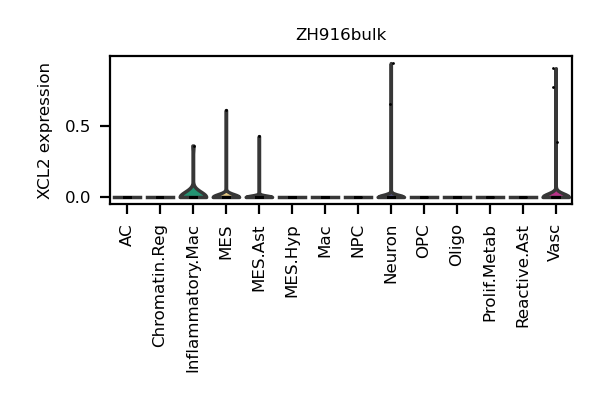 ZH916bulk
XCL2 expression
0.5
0.0
AC
Chromatin.Reg
Inflammatory.Mac
MES
MES.Ast
MES.Hyp
Mac
NPC
Neuron
OPC
Oligo
Prolif.Metab
Reactive.Ast
Vasc